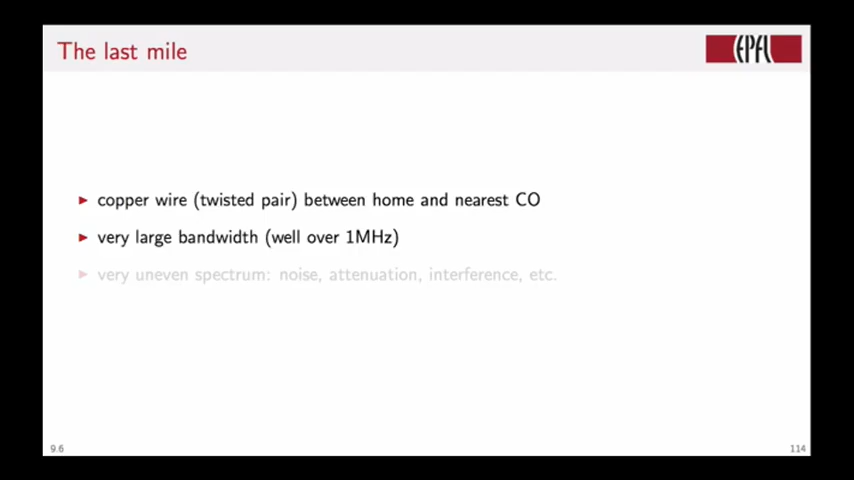 The last mile
EPFL
copper wire (twisted pair) between home and nearest CO
very large bandwidth (well over 1MHz)
very uneven spectrum: noise, attenuation, interference, etc.
9.6
114